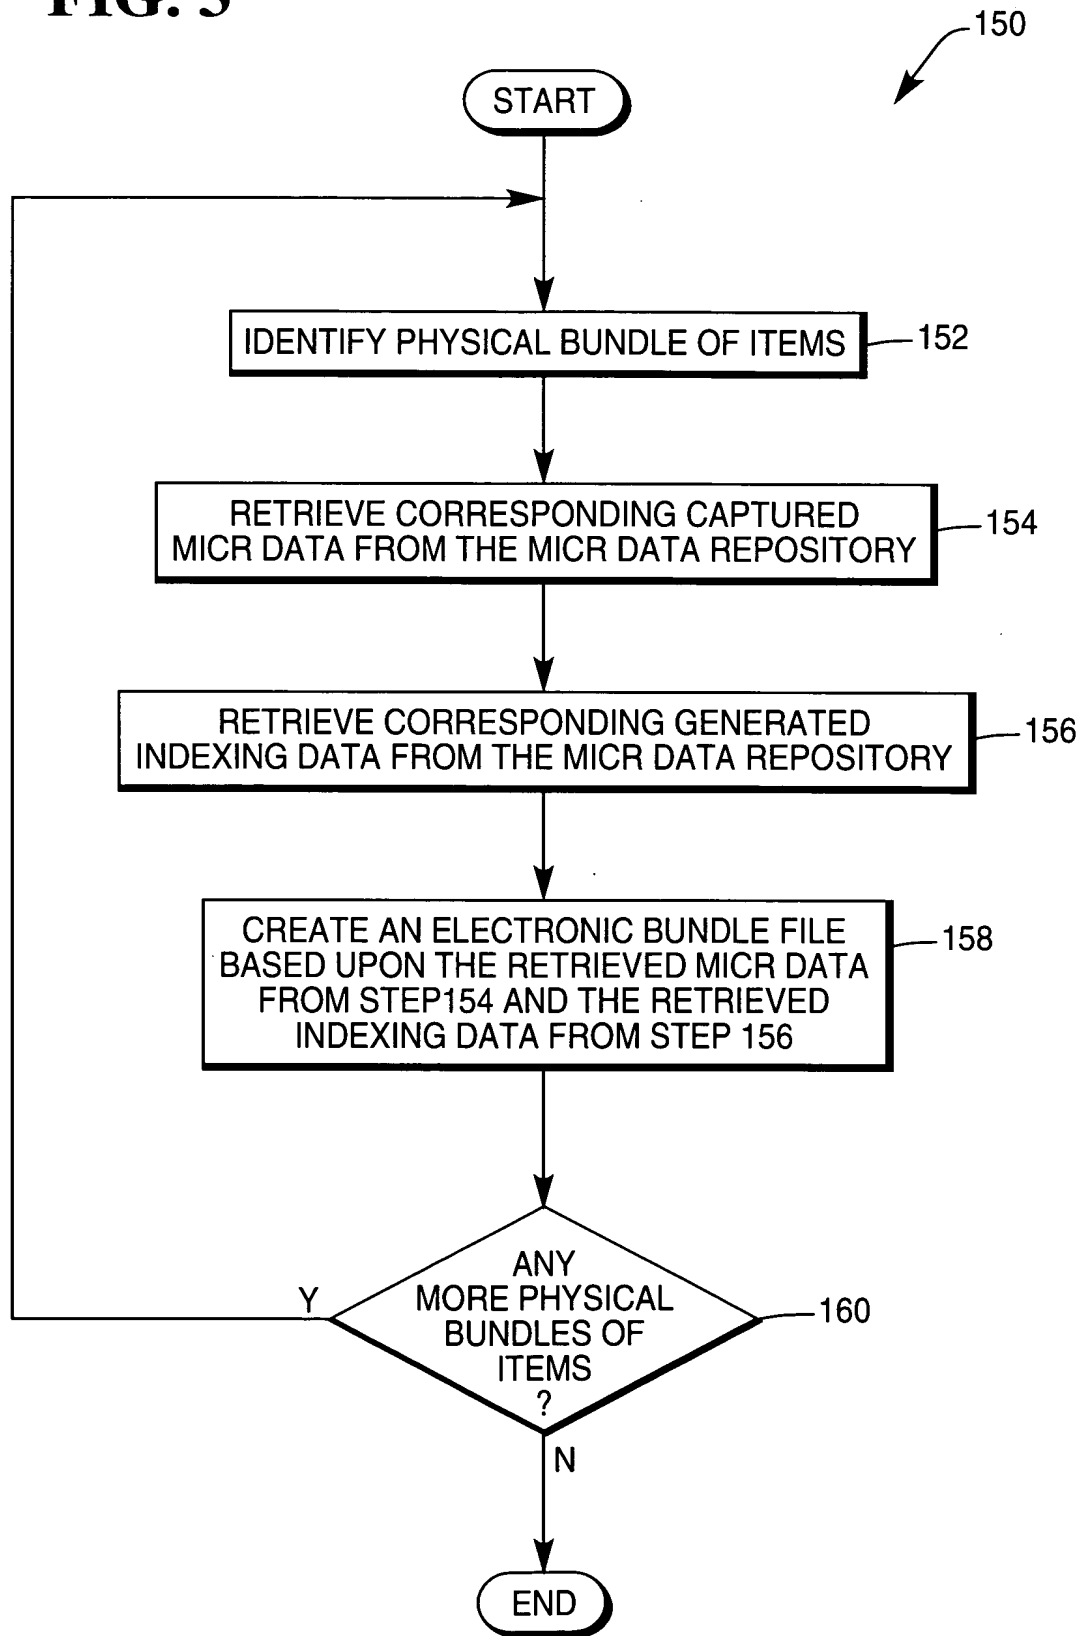 150
START
IDENTIFY PHYSICAL BUNDLE OF ITEMS
152
RETRIEVE CORRESPONDING CAPTURED
MICR DATA FROM THE MICR DATA REPOSITORY
154
RETRIEVE CORRESPONDING GENERATED
INDEXING DATA FROM THE MICR DATA REPOSITORY
156
CREATE AN ELECTRONIC BUNDLE FILE
BASED UPON THE RETRIEVED MICR DATA
FROM STEP154 AND THE RETRIEVED
INDEXING DATA FROM STEP 156
158
ANY
MORE PHYSICAL
BUNDLES OF
ITEMS
?
Y
160
N
END